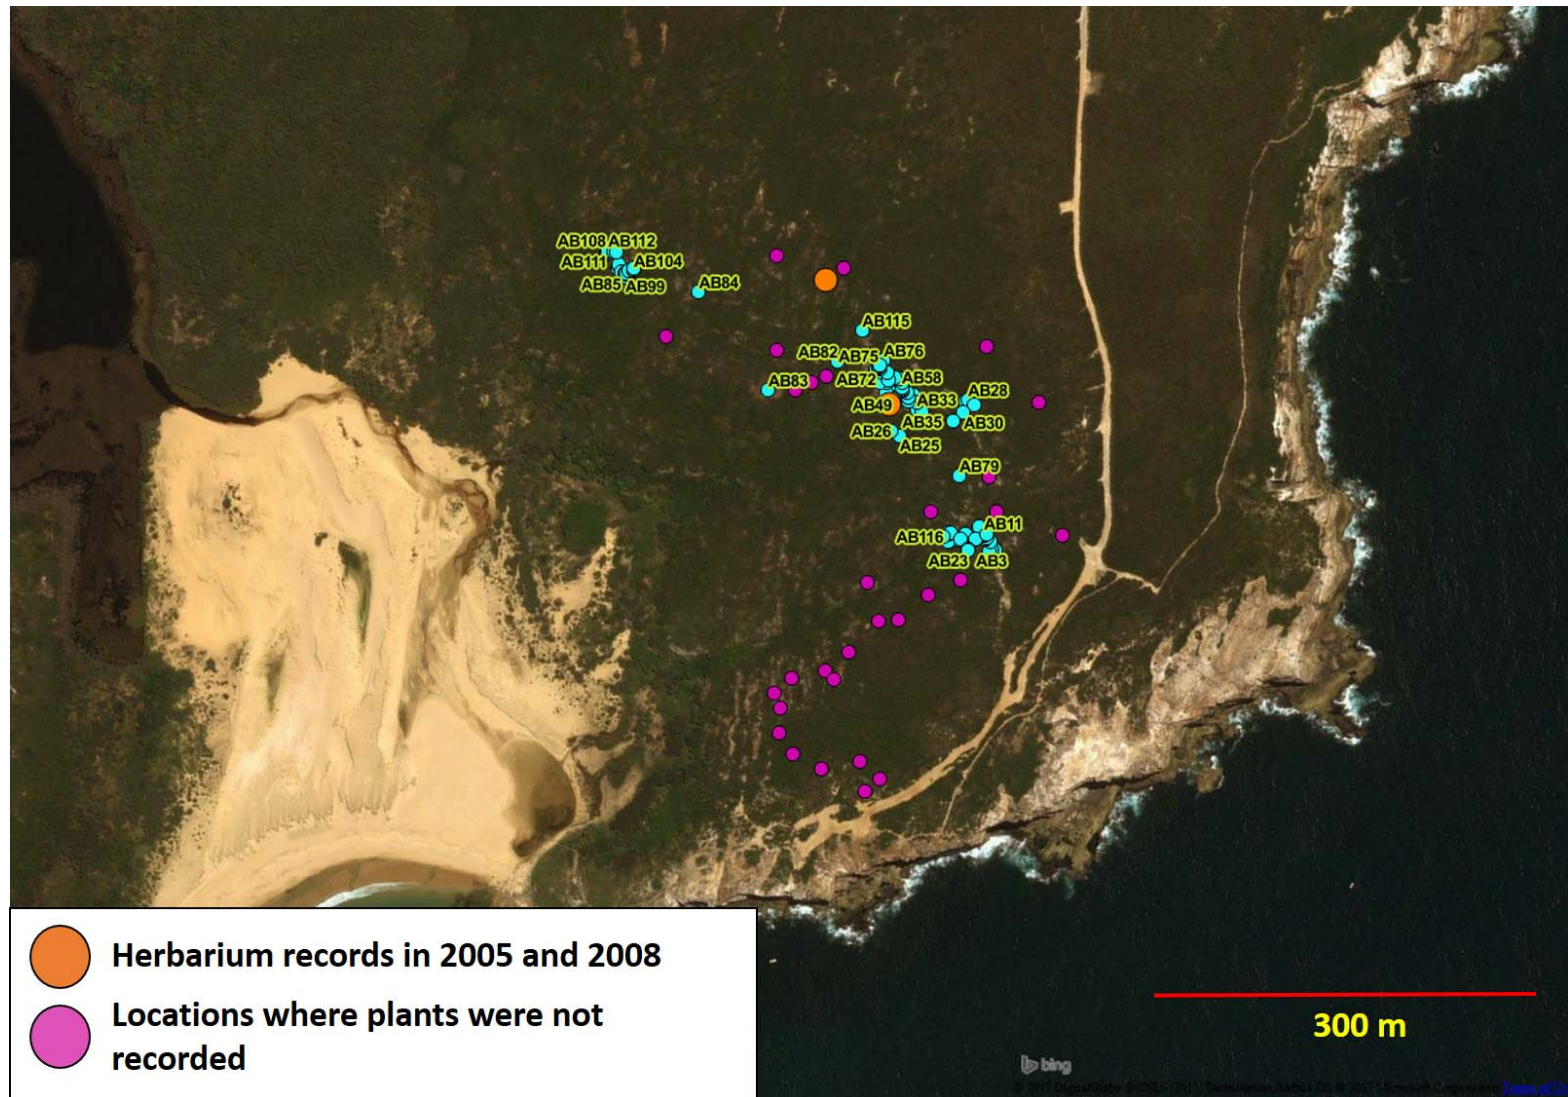 AB108 AB112
AB111 AB104
AB85 AB99
AB84
AB115
AB82 AB75 AB76
AB83 AB72 AB58
AB28
AB49 AB33
AB26 AB35 AB30
AB25
AB79
AB11
AB116
AB23 AB3
Herbarium records in 2005 and 2008
Locations where plants were not
recorded
300 m
bing